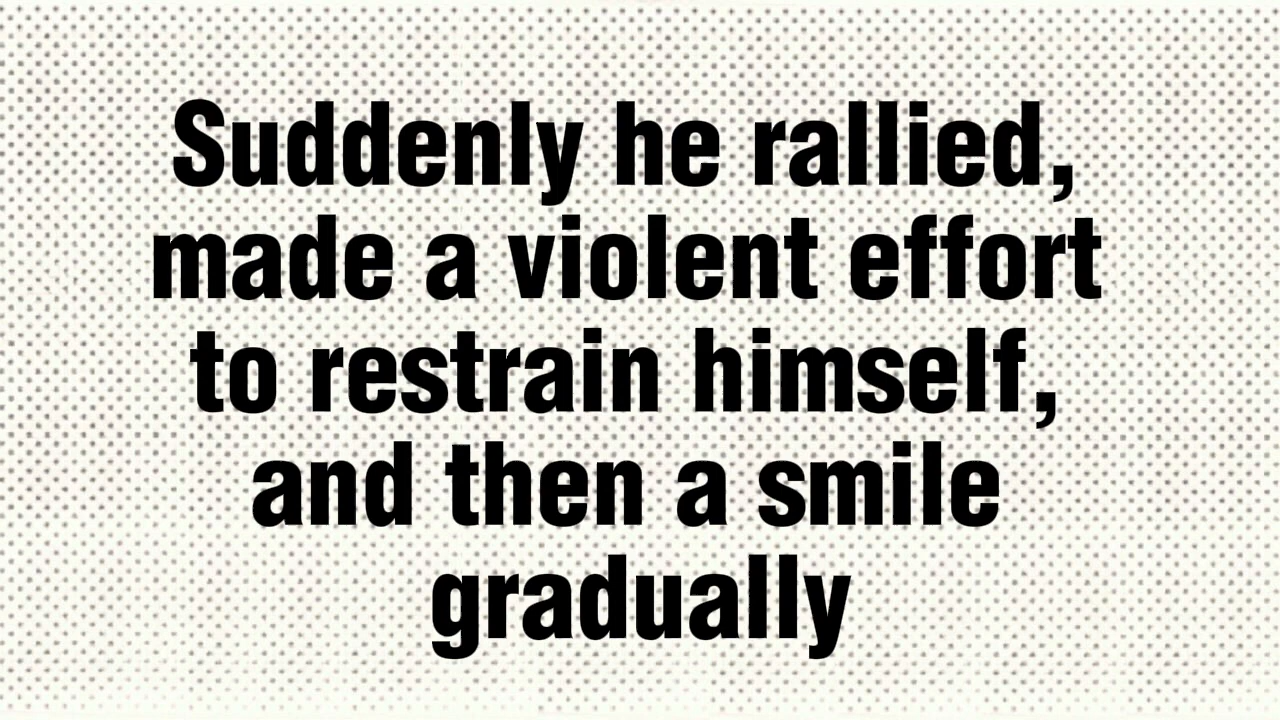 Suddenly he rallied,
made a violent effort
to restrain himself,
and then a smile
gradually